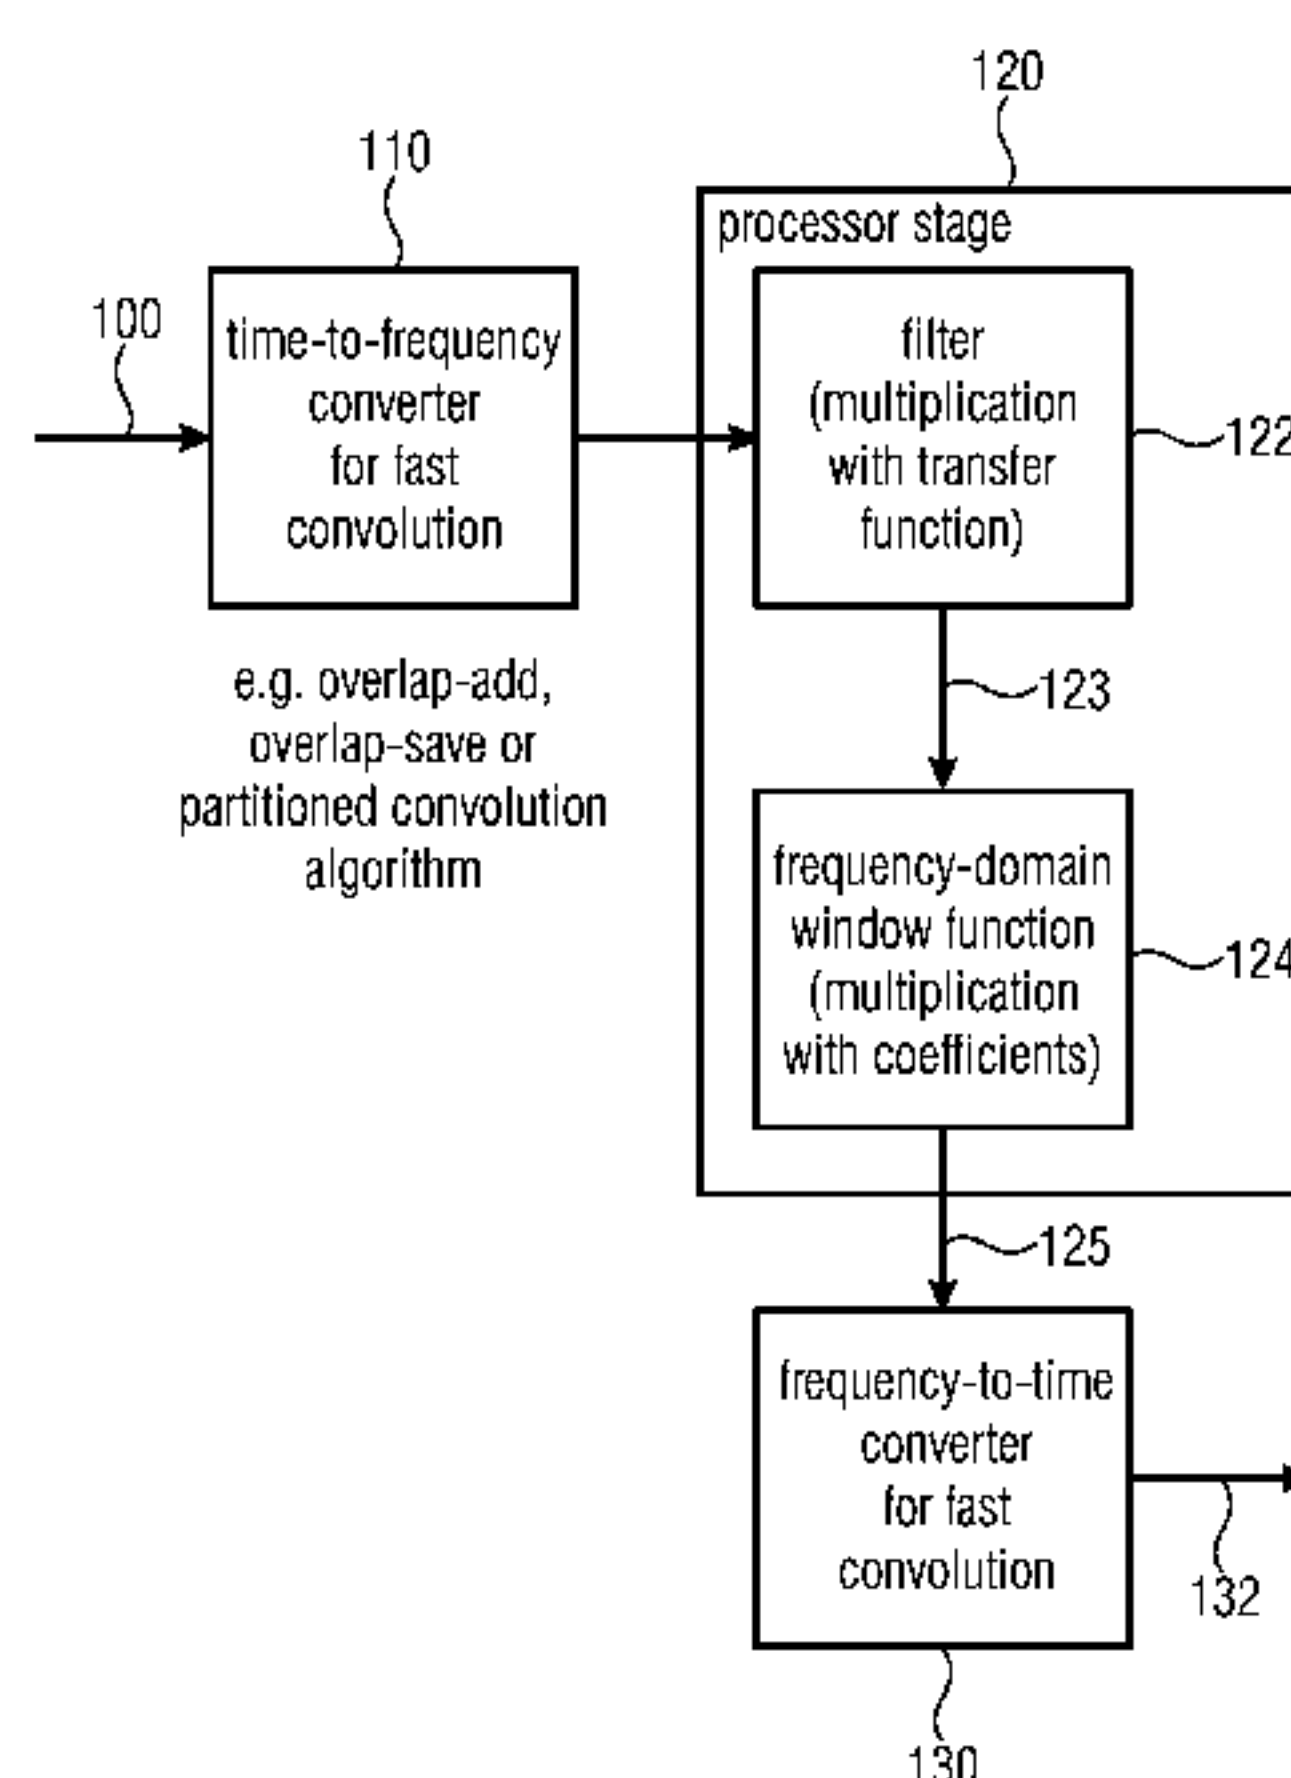 120
110
processor stage
100
time-to-frequency
converter
for fast
convolution
filter
(multiplication
with transfer
function)
122
e.g. overlap-add,
overlap-save or
partitioned convolution
algorithm
123
frequency-domain
window function
(multiplication
with coefficients)
124
125
frequency-to-time
converter
for fast
convolution
132
130